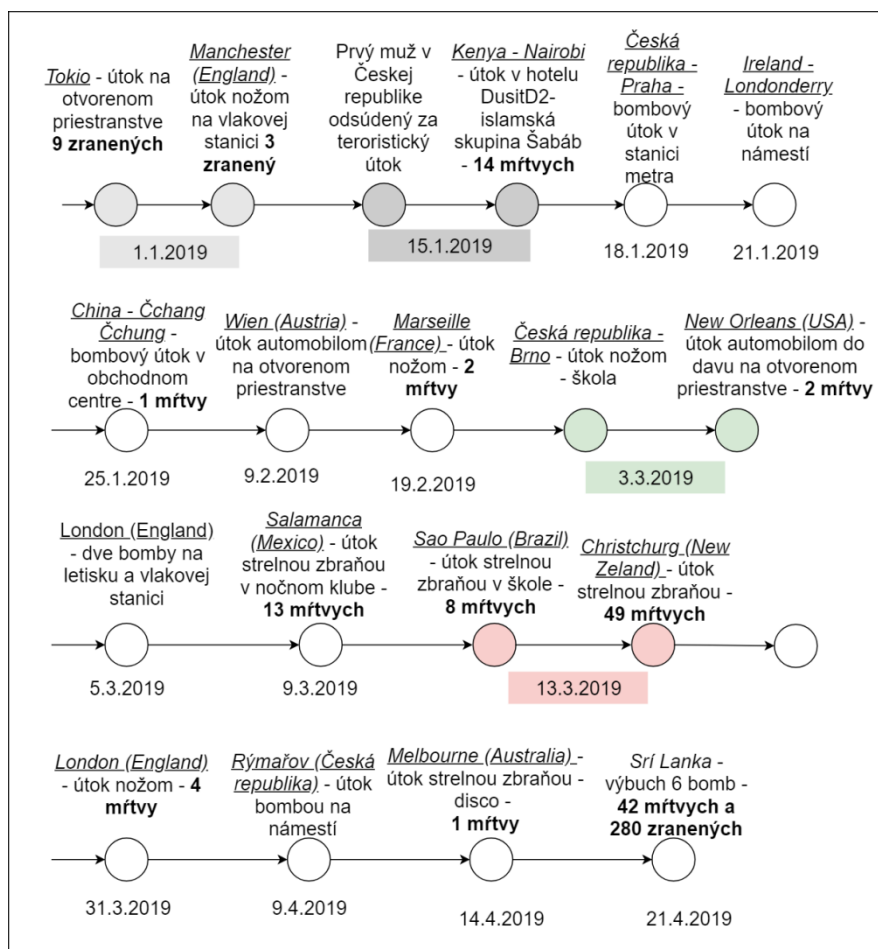 Tokio - útok na
otvorenom
priestranstve
9 zranených
Manchester
(England) -
útok nožom
na vlakovej
stanici 3
zranený
Prvý muž v
Českej
republike
odsúdený za
teroristický
útok
Kenya - Nairobi
- útok v hotelu
DusitD2-
islamská
skupina Šabáb
- 14 mŕtvych
Česká
republika -
Praha -
bombový
útok v
stanici
metra
Ireland -
Londonderry
- bombový
útok na
námestí
1.1.2019
15.1.2019
18.1.2019
21.1.2019
China - Čchang
Čchung -
bombový útok v
obchodnom
centre - 1 mŕtvy
Wien (Austria) -
útok automobilom
na otvorenom
priestranstve
Marseille
(France) - útok
nožom - 2
mŕtvy
Česká republika -
Brno - útok nožom -
škola
New Orleans (USA) -
útok automobilom do
davu na otvorenom
priestranstve - 2 mŕtvy
25.1.2019
9.2.2019
19.2.2019
3.3.2019
London (England)
- dve bomby na
letisku a vlakovej
stanici
Salamanca
(Mexico) - útok
strelnou zbraňou
v nočnom klube -
13 mŕtvych
Sao Paulo (Brazil)
- útok strelnou
zbraňou v škole -
8 mŕtvych
Christchurg (New
Zeland) - útok
strelnou zbraňou -
49 mŕtvych
5.3.2019
9.3.2019
13.3.2019
London (England)
- útok nožom - 4
mŕtvy
Rýmařov (Česká
republika) - útok
bombou na
námestí
Melbourne (Australia) -
útok strelnou zbraňou -
disco -
1 mŕtvy
Srí Lanka -
výbuch 6 bomb -
42 mŕtvych a
280 zranených
31.3.2019
9.4.2019
14.4.2019
21.4.2019